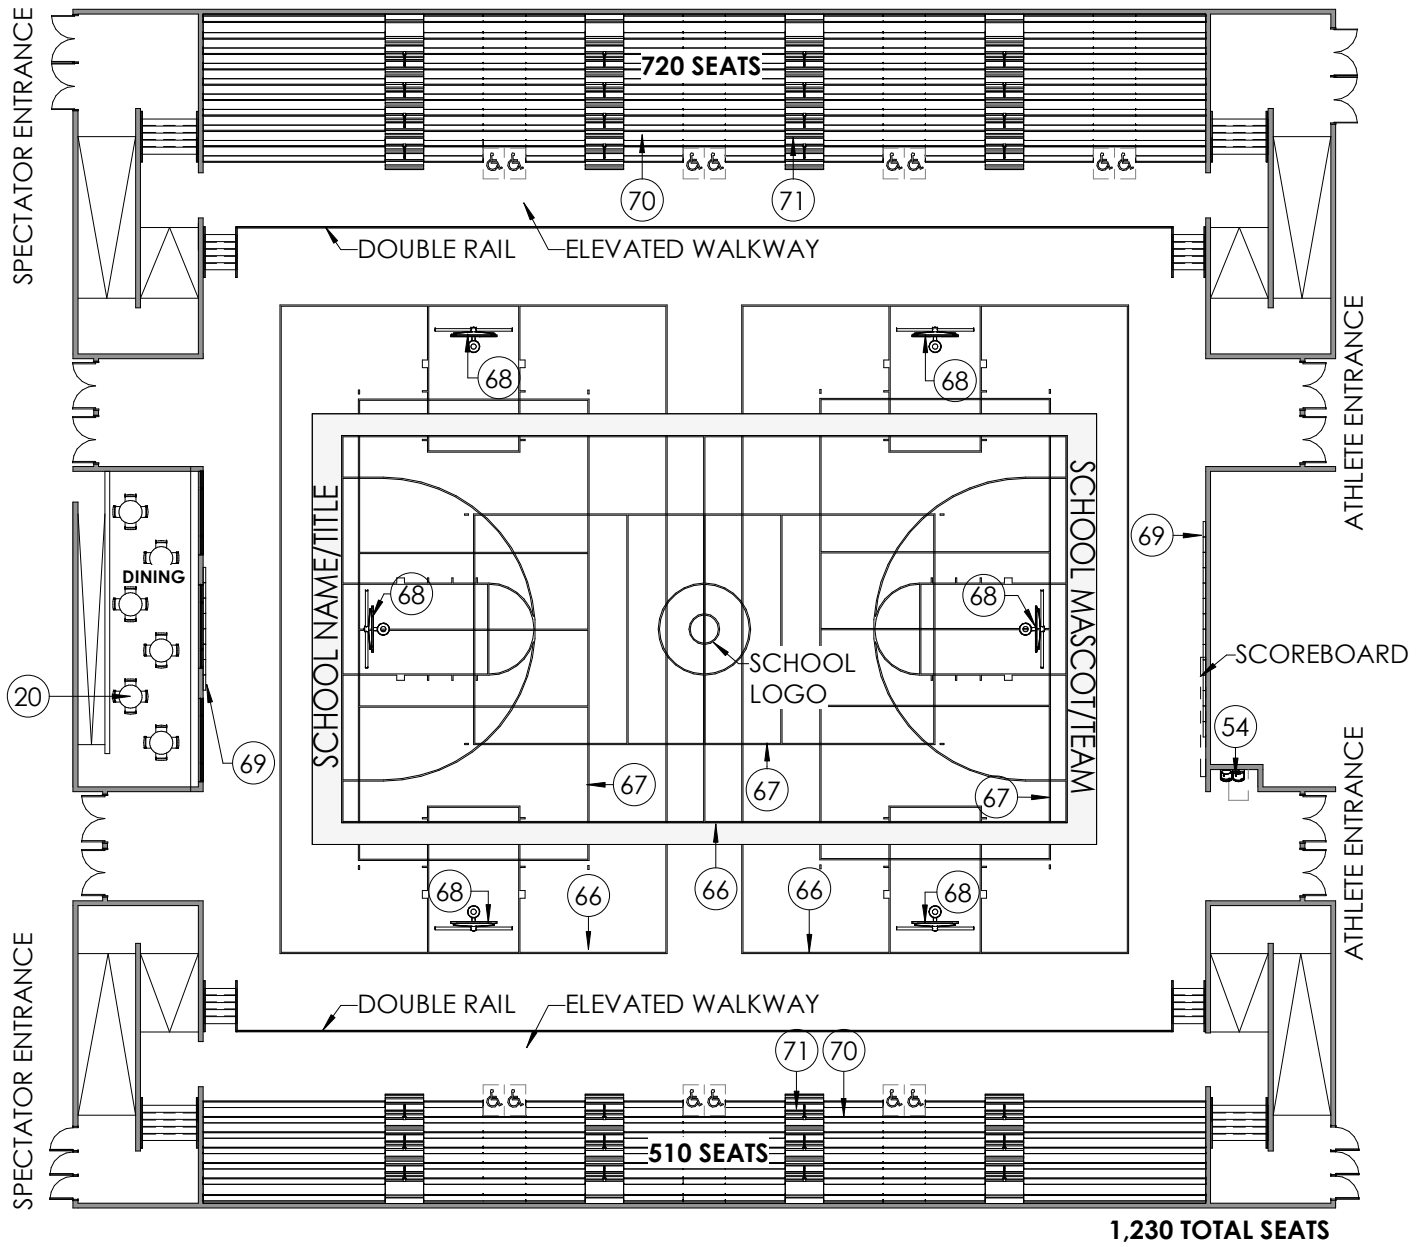 SPECTATOR ENTRANCE
720 SEATS
70
71
DOUBLE RAIL
ELEVATED WALKWAY
68
68
ATHLETE ENTRANCE
SCHOOL NAME/TITLE
SCHOOL MASCOT/TEAM
69
DINING
68
68
SCHOOL
LOGO
SCOREBOARD
20
69
54
67
67
67
68
66
66
66
68
ATHLETE ENTRANCE
SPECTATOR ENTRANCE
DOUBLE RAIL
ELEVATED WALKWAY
71
70
510 SEATS
1,230 TOTAL SEATS